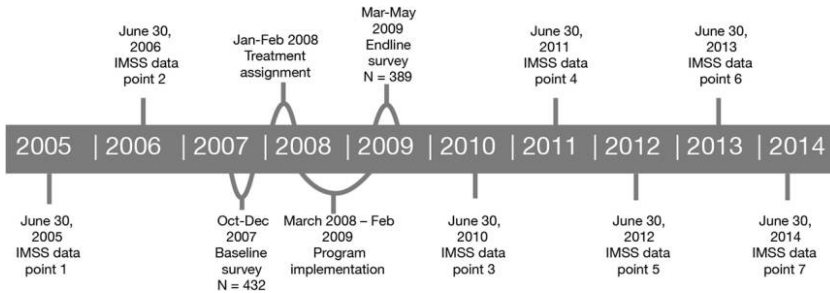 June 30,
2006
IMSS data
point 2
Jan-Feb 2008
Treatment
assignment
Mar-May
2009
Endline
survey
N = 389
June 30,
2011
IMSS data
point 4
June 30,
2013
IMSS data
point 6
2005 | 2006 | 2007 | 2008 | 2009 | 2010 | 2011 | 2012 | 2013 | 2014
June 30,
2005
IMSS data
point 1
Oct-Dec
2007
Baseline
survey
N = 432
March 2008 – Feb
2009
Program
implementation
June 30,
2010
IMSS data
point 3
June 30,
2012
IMSS data
point 5
June 30,
2014
IMSS data
point 7